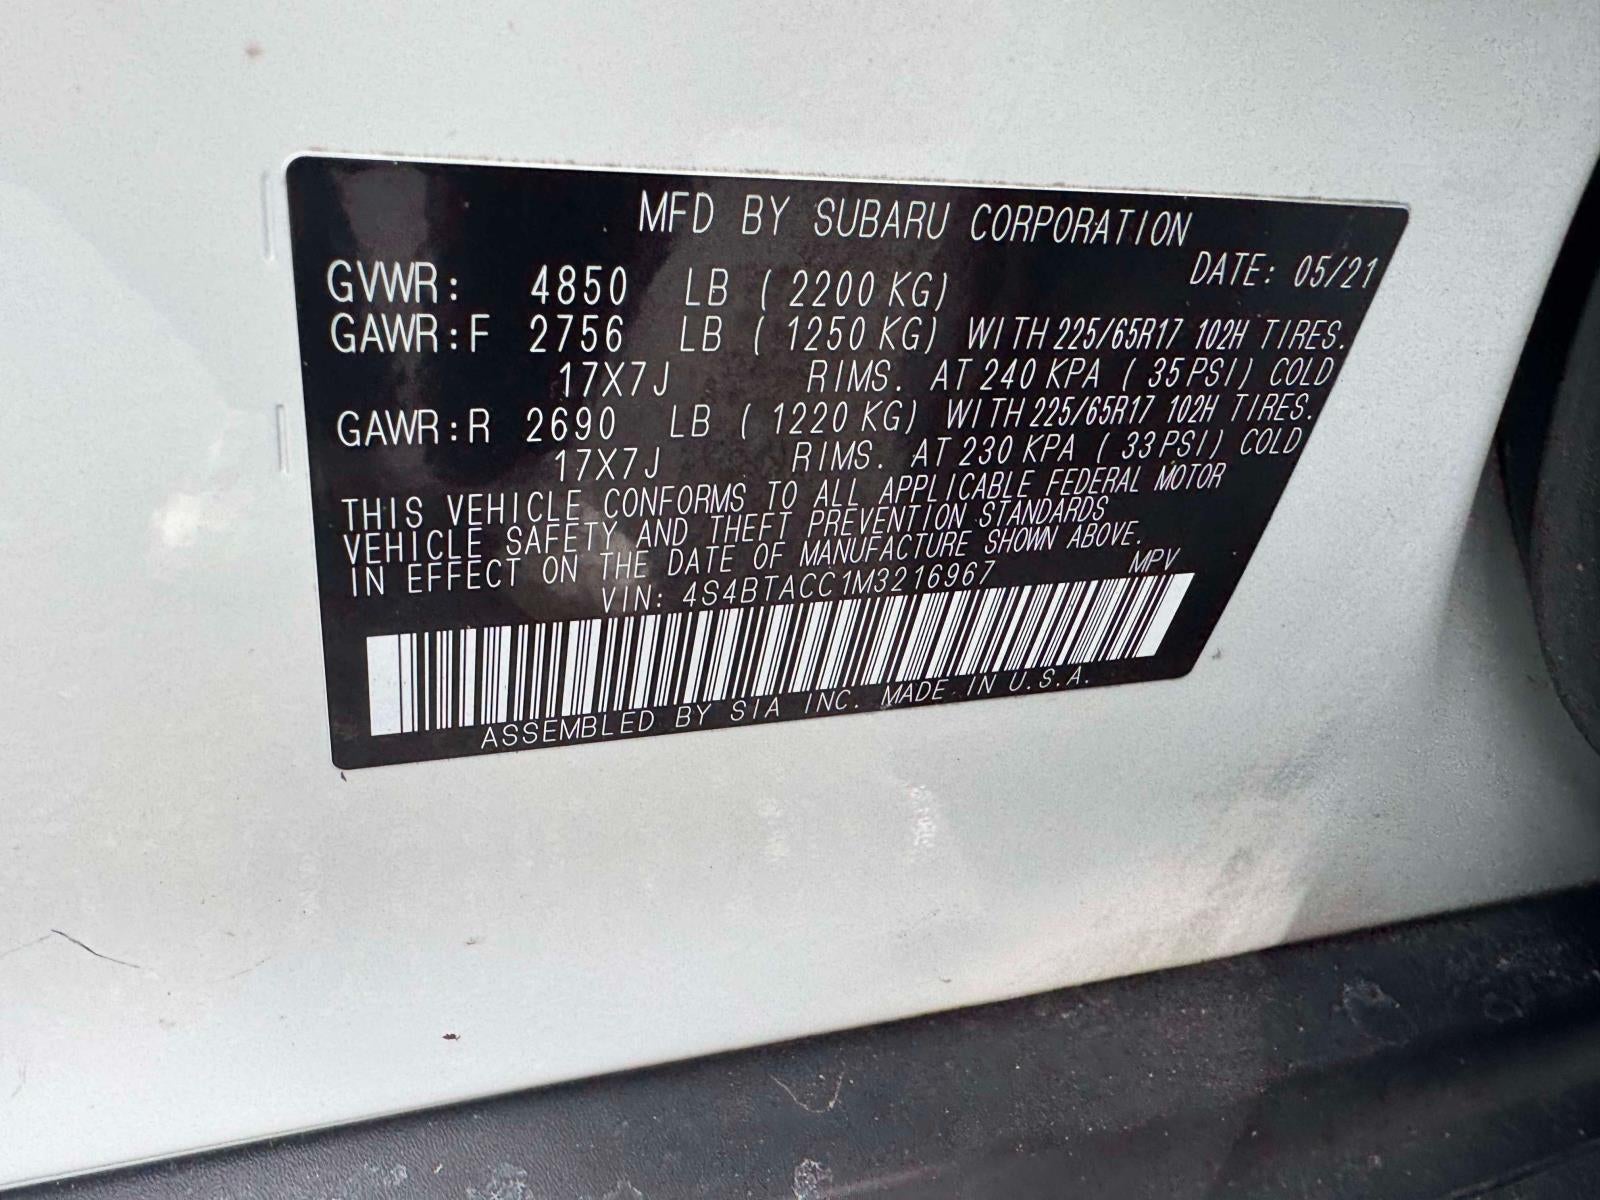 MFD BY SUBARU CORPORATION
DATE: 05/21
GVWR: 4850 LB (2200 KG)
GAWR:F 2756 LB (1250 KG) WITH 225/65R17 102H TIRES.
17X7J RIMS. AT 240 KPA (35 PSI) COLD
GAWR:R 2690 LB (1220 KG) WITH 225/65R17 102H TIRES.
17X7J RIMS. AT 230 KPA (33 PSI) COLD
THIS VEHICLE CONFORMS TO ALL APPLICABLE FEDERAL MOTOR
VEHICLE SAFETY AND THEFT PREVENTION STANDARDS
IN EFFECT ON THE DATE OF MANUFACTURE SHOWN ABOVE.
VIN: 4S4BTACC1M3216967 MPV
ASSEMBLED BY SIA INC. MADE IN U.S.A.